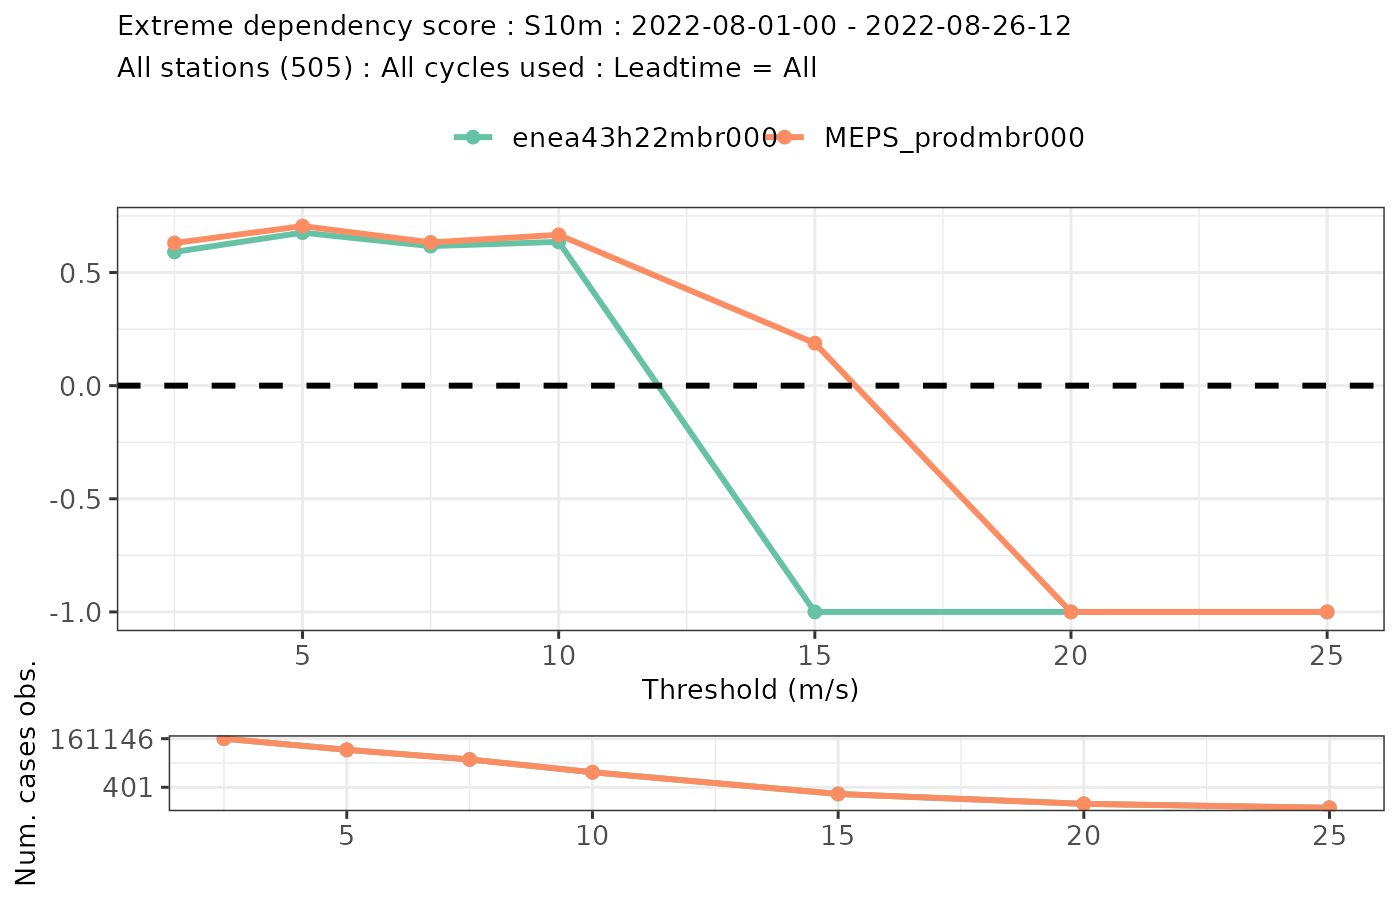 Extreme dependency score : S10m : 2022-08-01-00 - 2022-08-26-12
All stations (505) : All cycles used : Leadtime = All
enea43h22mbr000 MEPS_prodmbr000
0.5
0.0
-0.5
-1.0
5 10 15 20 25
Threshold (m/s)
Num. cases obs.
161146
401
5 10 15 20 25